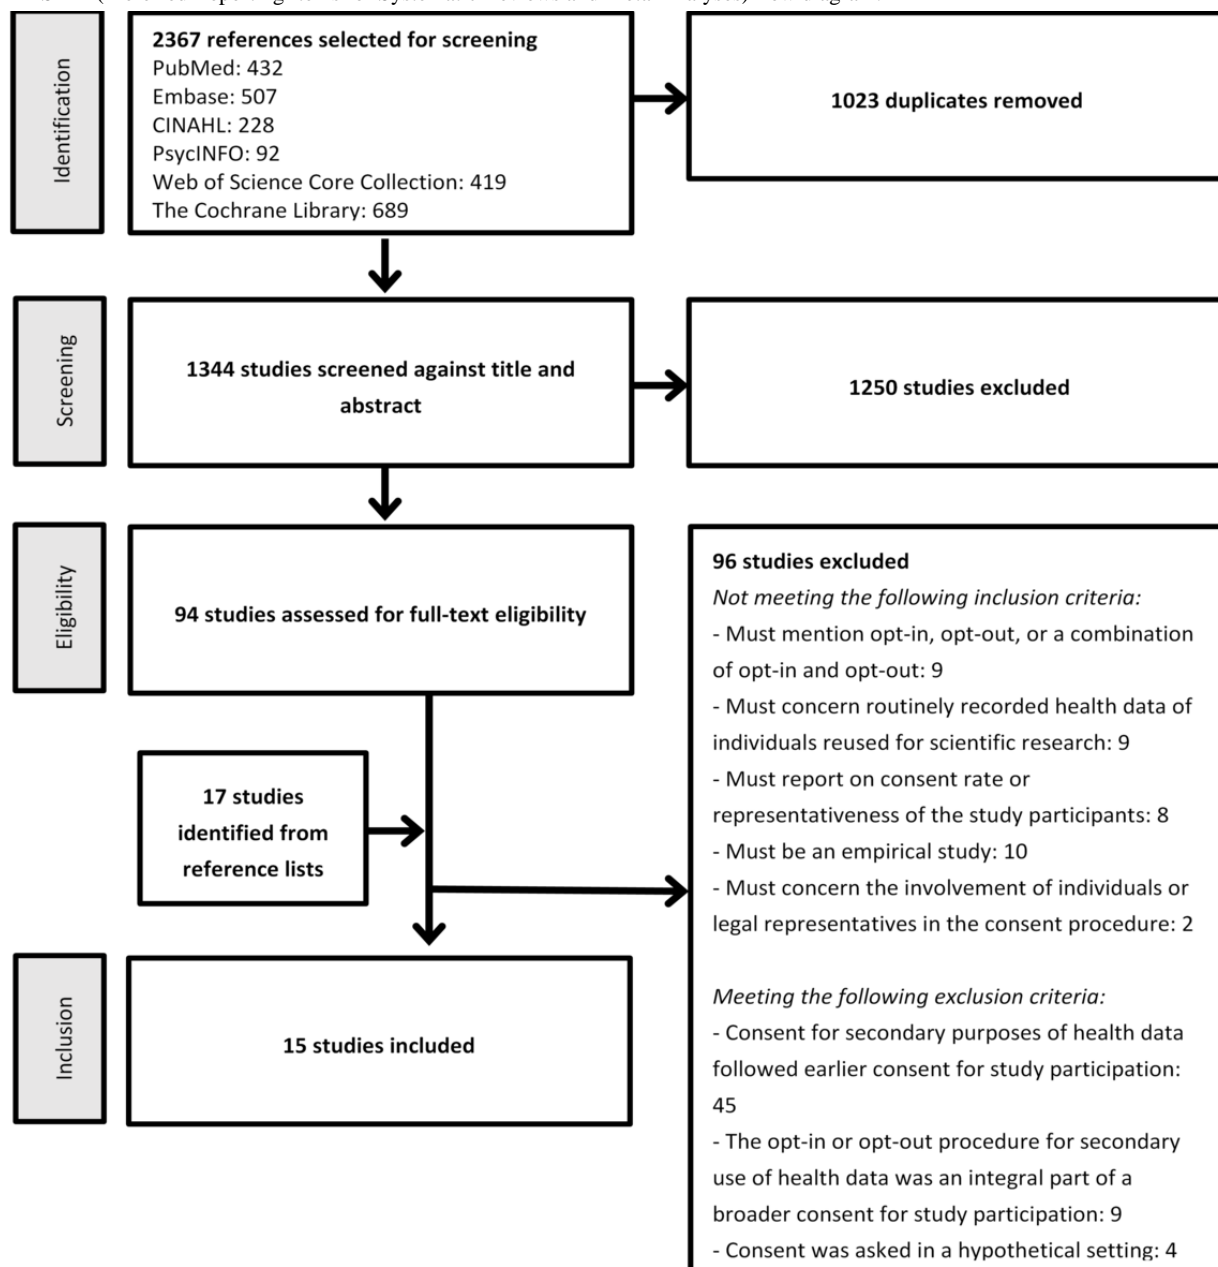 Identification
2367 references selected for screening
PubMed: 432
Embase: 507
CINAHL: 228
PsycINFO: 92
Web of Science Core Collection: 419
The Cochrane Library: 689
1023 duplicates removed
Screening
1344 studies screened against title and
abstract
1250 studies excluded
Eligibility
94 studies assessed for full-text eligibility
17 studies
identified from
reference lists
96 studies excluded
Not meeting the following inclusion criteria:
- Must mention opt-in, opt-out, or a combination
of opt-in and opt-out: 9
- Must concern routinely recorded health data of
individuals reused for scientific research: 9
- Must report on consent rate or
representativeness of the study participants: 8
- Must be an empirical study: 10
- Must concern the involvement of individuals or
legal representatives in the consent procedure: 2
Meeting the following exclusion criteria:
- Consent for secondary purposes of health data
followed earlier consent for study participation:
45
- The opt-in or opt-out procedure for secondary
use of health data was an integral part of a
broader consent for study participation: 9
- Consent was asked in a hypothetical setting: 4
Inclusion
15 studies included